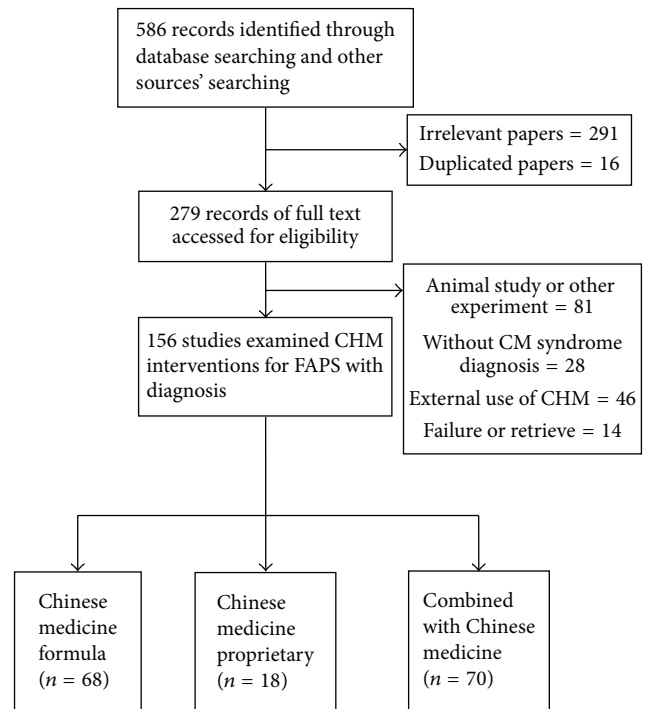 586 records identified through
database searching and other
sources' searching
Irrelevant papers = 291
Duplicated papers = 16
279 records of full text
accessed for eligibility
Animal study or other
experiment = 81
Without CM syndrome
diagnosis = 28
External use of CHM = 46
Failure or retrieve = 14
156 studies examined CHM
interventions for FAPS with
diagnosis
Chinese
medicine
formula
(n = 68)
Chinese
medicine
proprietary
(n = 18)
Combined
with Chinese
medicine
(n = 70)